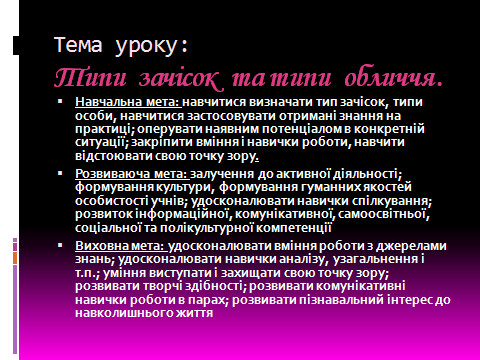 Тема уроку:
Типи зачісок та типи обличчя.
Навчальна мета: навчитися визначати тип зачісок, типи
особи, навчитися застосовувати отримані знання на
практиці; оперувати наявним потенціалом в конкретній
ситуації; закріпити вміння і навички роботи, навчити
відстоювати свою точку зору.
Розвиваюча мета: залучення до активної діяльності;
формування культури, формування гуманних якостей
особистості учнів; удосконалювати навички спілкування;
розвиток інформаційної, комунікативної, самоосвітньої,
соціальної та полікультурної компетенції
Виховна мета: удосконалювати вміння роботи з джерелами
знань; удосконалювати навички аналізу, узагальнення і
т.п.; уміння виступати і захищати свою точку зору;
розвивати творчі здібності; розвивати комунікативні
навички роботи в парах; розвивати пізнавальний інтерес до
навколишнього життя